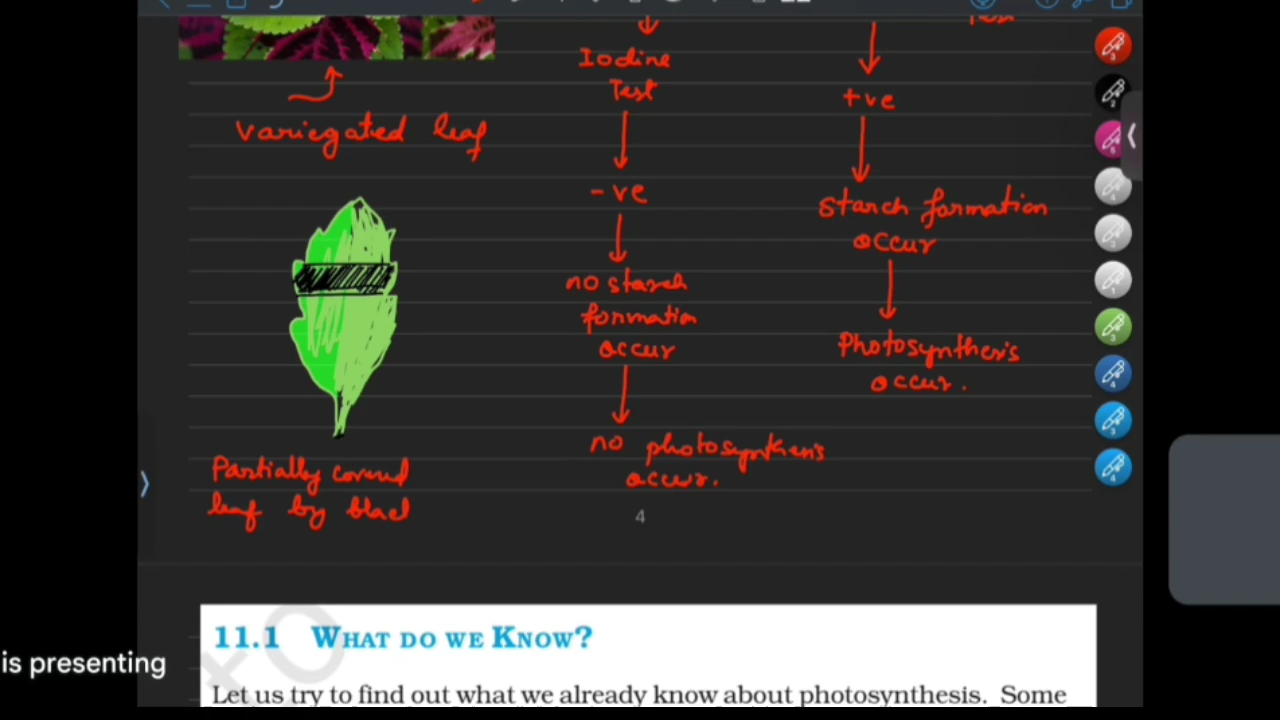 Iodine
Test
+ve
variegated leaf
-ve
Starch formation
occur
no starch
formation
occur
Photosynthesis
occur.
no photosynthesis
occur.
Partially covered
leaf by
4
11.1 WHAT DO WE KNOW?
is presenting
Let us try to find out what we already know about photosynthesis. Some